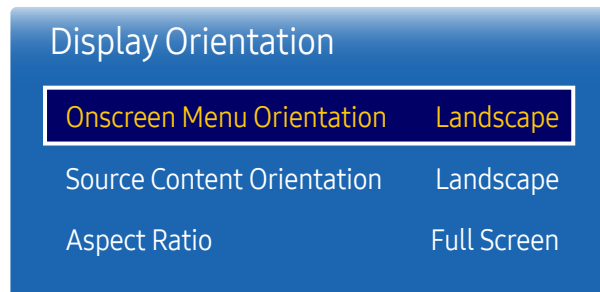 Display Orientation
Onscreen Menu Orientation Landscape
Source Content Orientation Landscape
Aspect Ratio Full Screen